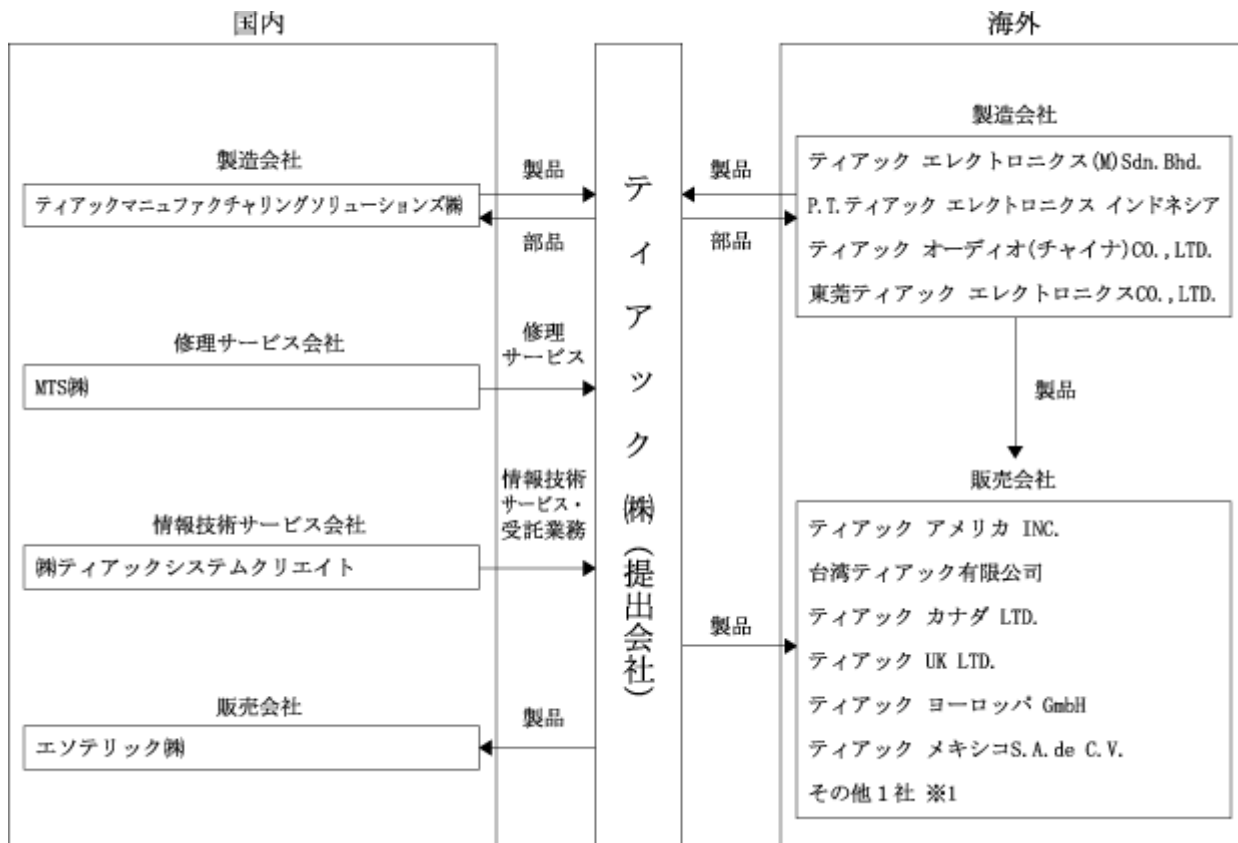 国内
製造会社
ティアックマニュファクチャリングソリューションズ㈱
修理サービス会社
MTS㈱
情報技術サービス会社
㈱ティアックシステムクリエイト
販売会社
エソテリック㈱
製品
部品
修理
サービス
情報技術
サービス・
受託業務
製品
ティアック㈱(提出会社)
製品
部品
製品
海外
製造会社
ティアック エレクトロニクス(M)Sdn.Bhd.
P.T.ティアック エレクトロニクス インドネシア
ティアック オーディオ(チャイナ)CO.,LTD.
東莞ティアック エレクトロニクスCO.,LTD.
製品
販売会社
ティアック アメリカ INC.
台湾ティアック有限公司
ティアック カナダ LTD.
ティアック UK LTD.
ティアック ヨーロッパ GmbH
ティアック メキシコS.A.de C.V.
その他1社 ※1